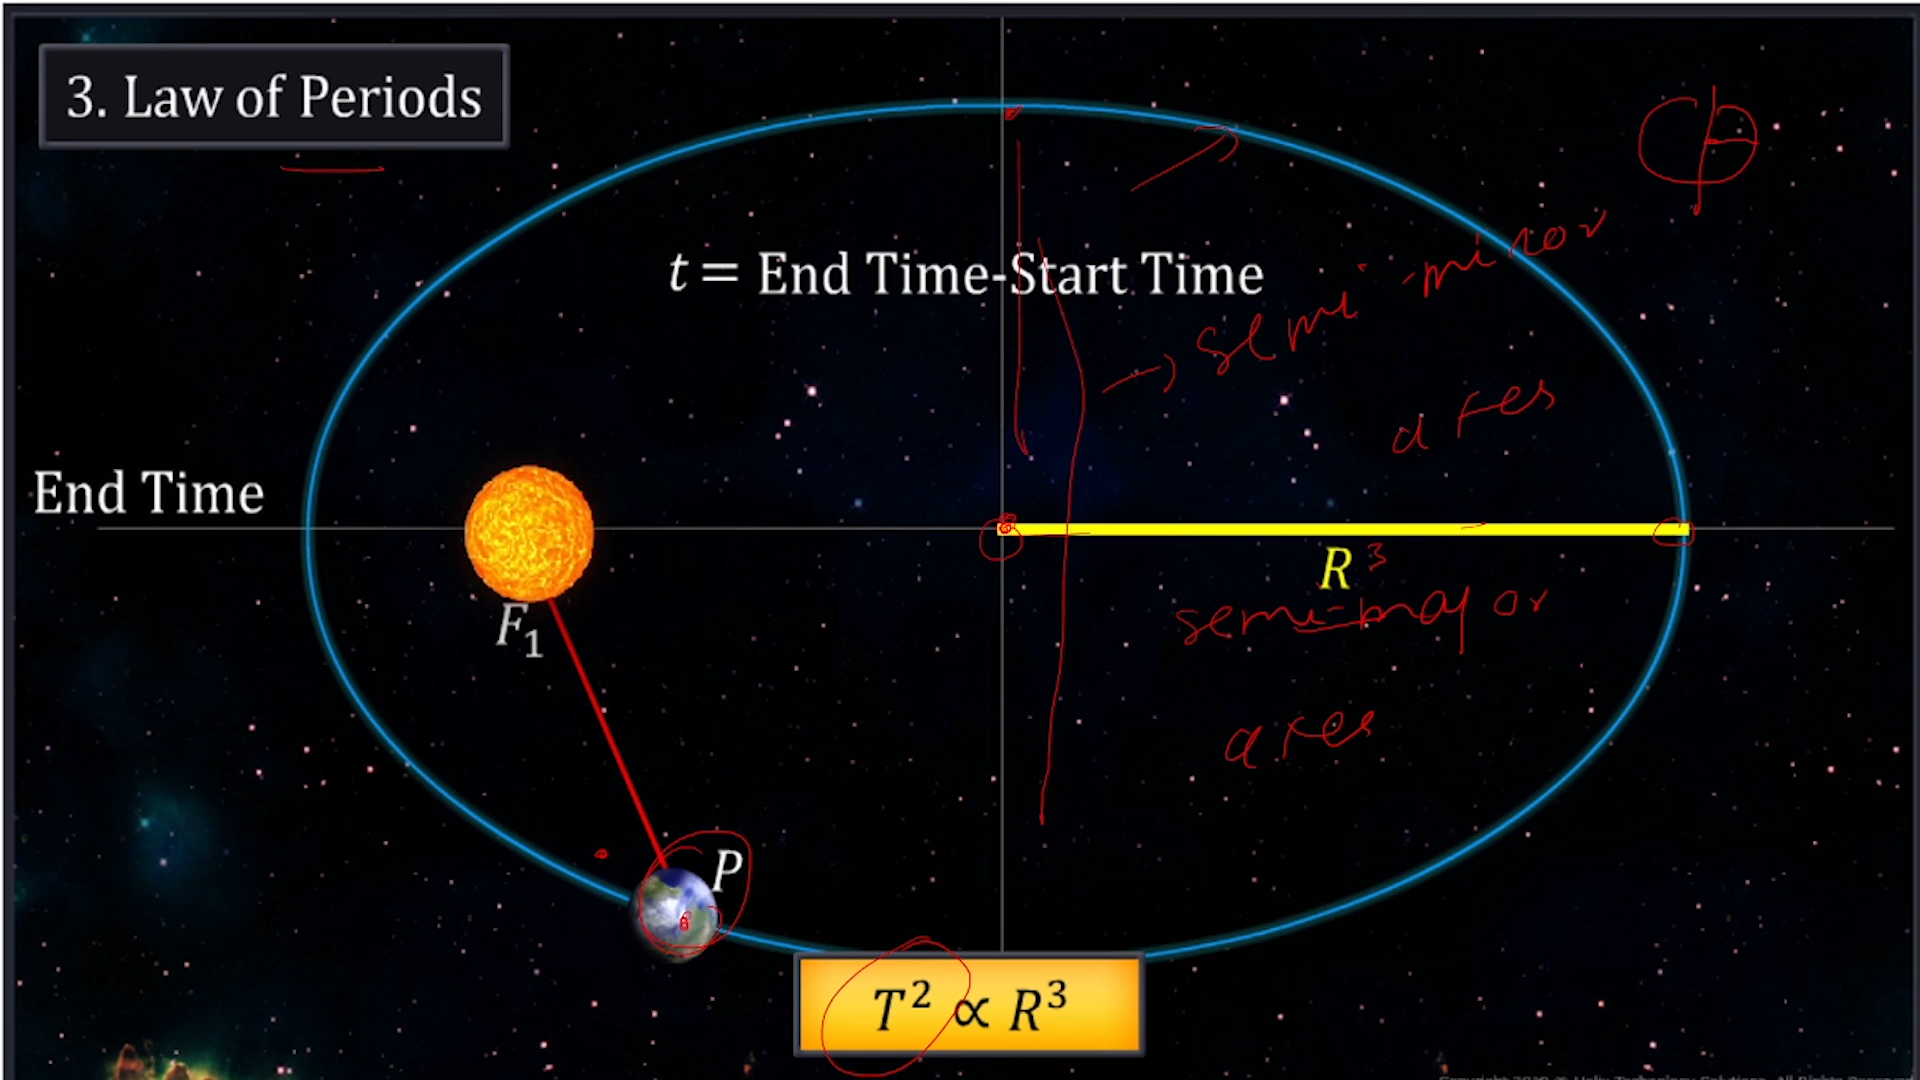 3. Law of Periods
t = End Time-Start Time
→ semi-minor
axes
End Time
R ³
semi-major
axes
F₁
P
T² ∝ R³